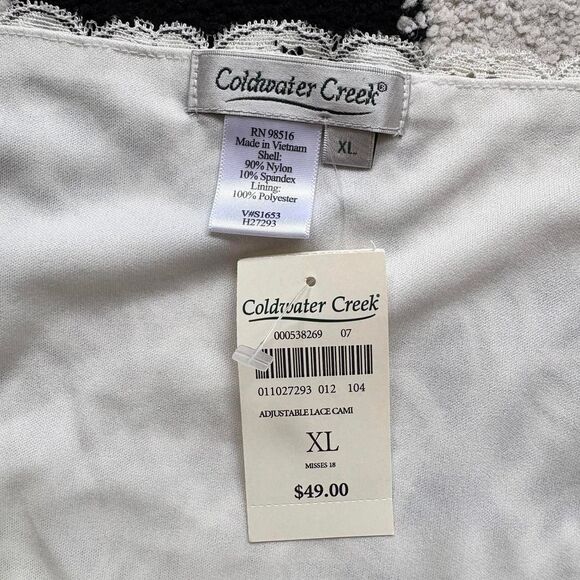 Coldwater Creek®
XL
RN 98516
Made in Vietnam
Shell:
90% Nylon
10% Spandex
Lining:
100% Polyester
V#S1653
H27293
Coldwater Creek®
000538269 07
011027293 012 104
ADJUSTABLE LACE CAMI
XL
MISSES 18
$49.00